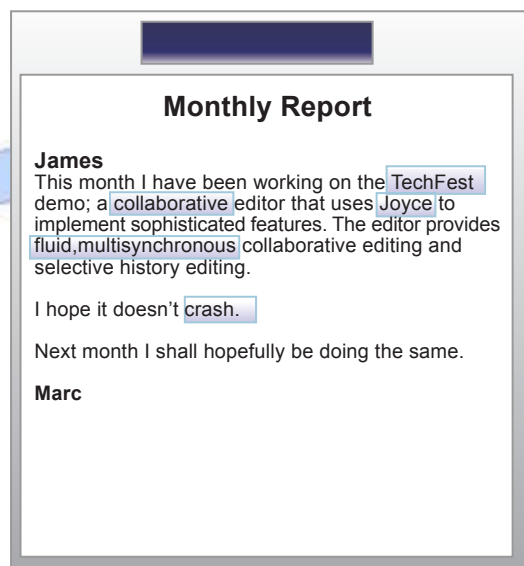 Monthly Report
James
This month I have been working on the TechFest
demo; a collaborative editor that uses Joyce to
implement sophisticated features. The editor provides
fluid,multisynchronous collaborative editing and
selective history editing.
I hope it doesn’t crash.
Next month I shall hopefully be doing the same.
Marc